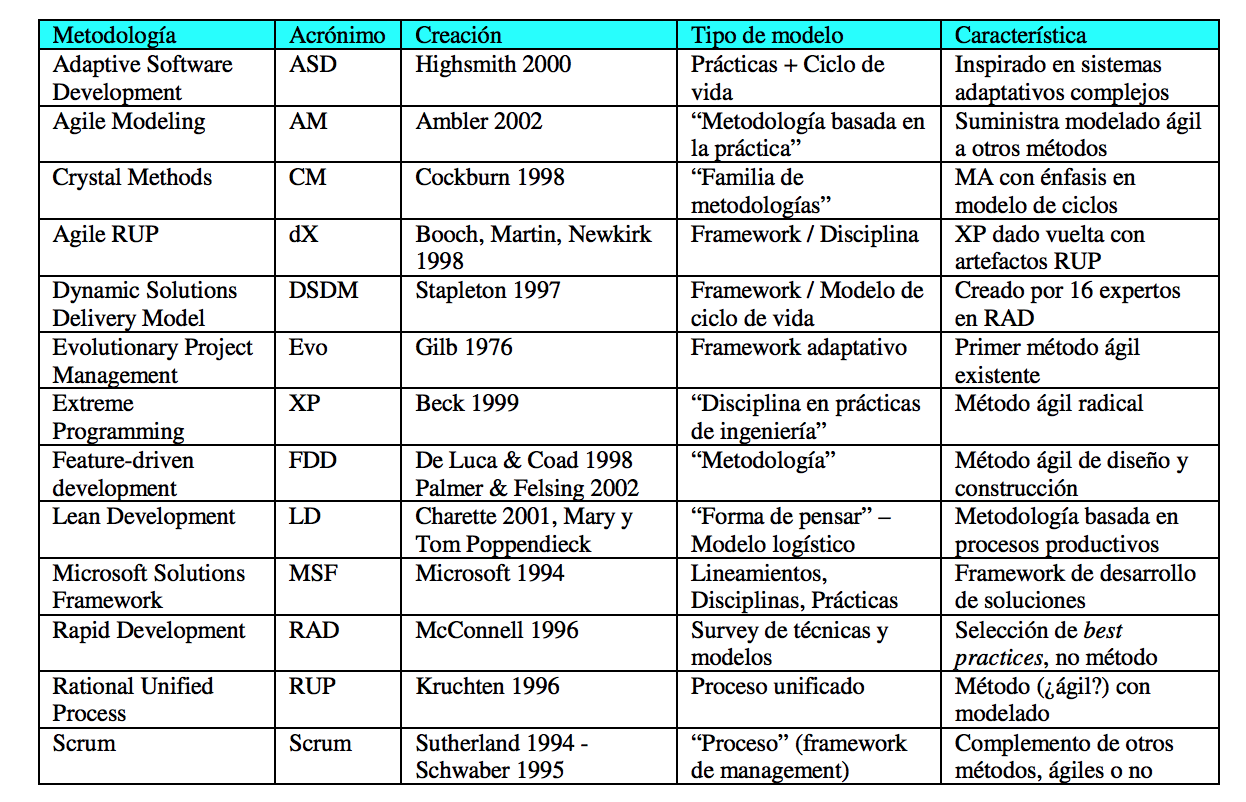 Metodología Acrónimo Creación Tipo de modelo Característica
Adaptive Software ASD Highsmith 2000 Prácticas + Ciclo de Inspirado en sistemas
Development vida adaptativos complejos
Agile Modeling AM Ambler 2002 “Metodología basada en Suministra modelado ágil
la práctica” a otros métodos
Crystal Methods CM Cockburn 1998 “Familia de MA con énfasis en
metodologías” modelo de ciclos
Agile RUP dX Booch, Martin, Newkirk Framework / Disciplina XP dado vuelta con
1998 artefactos RUP
Dynamic Solutions DSDM Stapleton 1997 Framework / Modelo de Creado por 16 expertos
Delivery Model ciclo de vida en RAD
Evolutionary Project Evo Gilb 1976 Framework adaptativo Primer método ágil
Management existente
Extreme XP Beck 1999 “Disciplina en prácticas Método ágil radical
Programming de ingeniería”
Feature-driven FDD De Luca & Coad 1998 “Metodología” Método ágil de diseño y
development Palmer & Felsing 2002 construcción
Lean Development LD Charette 2001, Mary y “Forma de pensar” – Metodología basada en
Tom Poppendieck Modelo logístico procesos productivos
Microsoft Solutions MSF Microsoft 1994 Lineamientos, Framework de desarrollo
Framework Disciplinas, Prácticas de soluciones
Rapid Development RAD McConnell 1996 Survey de técnicas y Selección de best
modelos practices, no método
Rational Unified RUP Kruchten 1996 Proceso unificado Método (¿ágil?) con
Process modelado
Scrum Scrum Sutherland 1994 - “Proceso” (framework Complemento de otros
Schwaber 1995 de management) métodos, ágiles o no